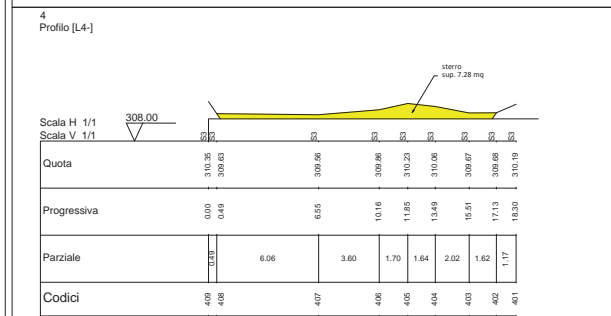 4
Profilo [L4-]
sterro
sup. 7.28 mq
Scala H 1/1
308.00
Scala V 1/1
S3 S3 S3 S3 S3 S3 S3 S3 S3
Quota 310.35 309.63 309.56 309.86 310.23 310.06 309.67 309.68 310.19
Progressiva 0.00 0.49 6.55 10.16 11.85 13.49 15.51 17.13 18.30
Parziale 0.49 6.06 3.60 1.70 1.64 2.02 1.62 1.17
Codici 409 408 407 406 405 404 403 402 401